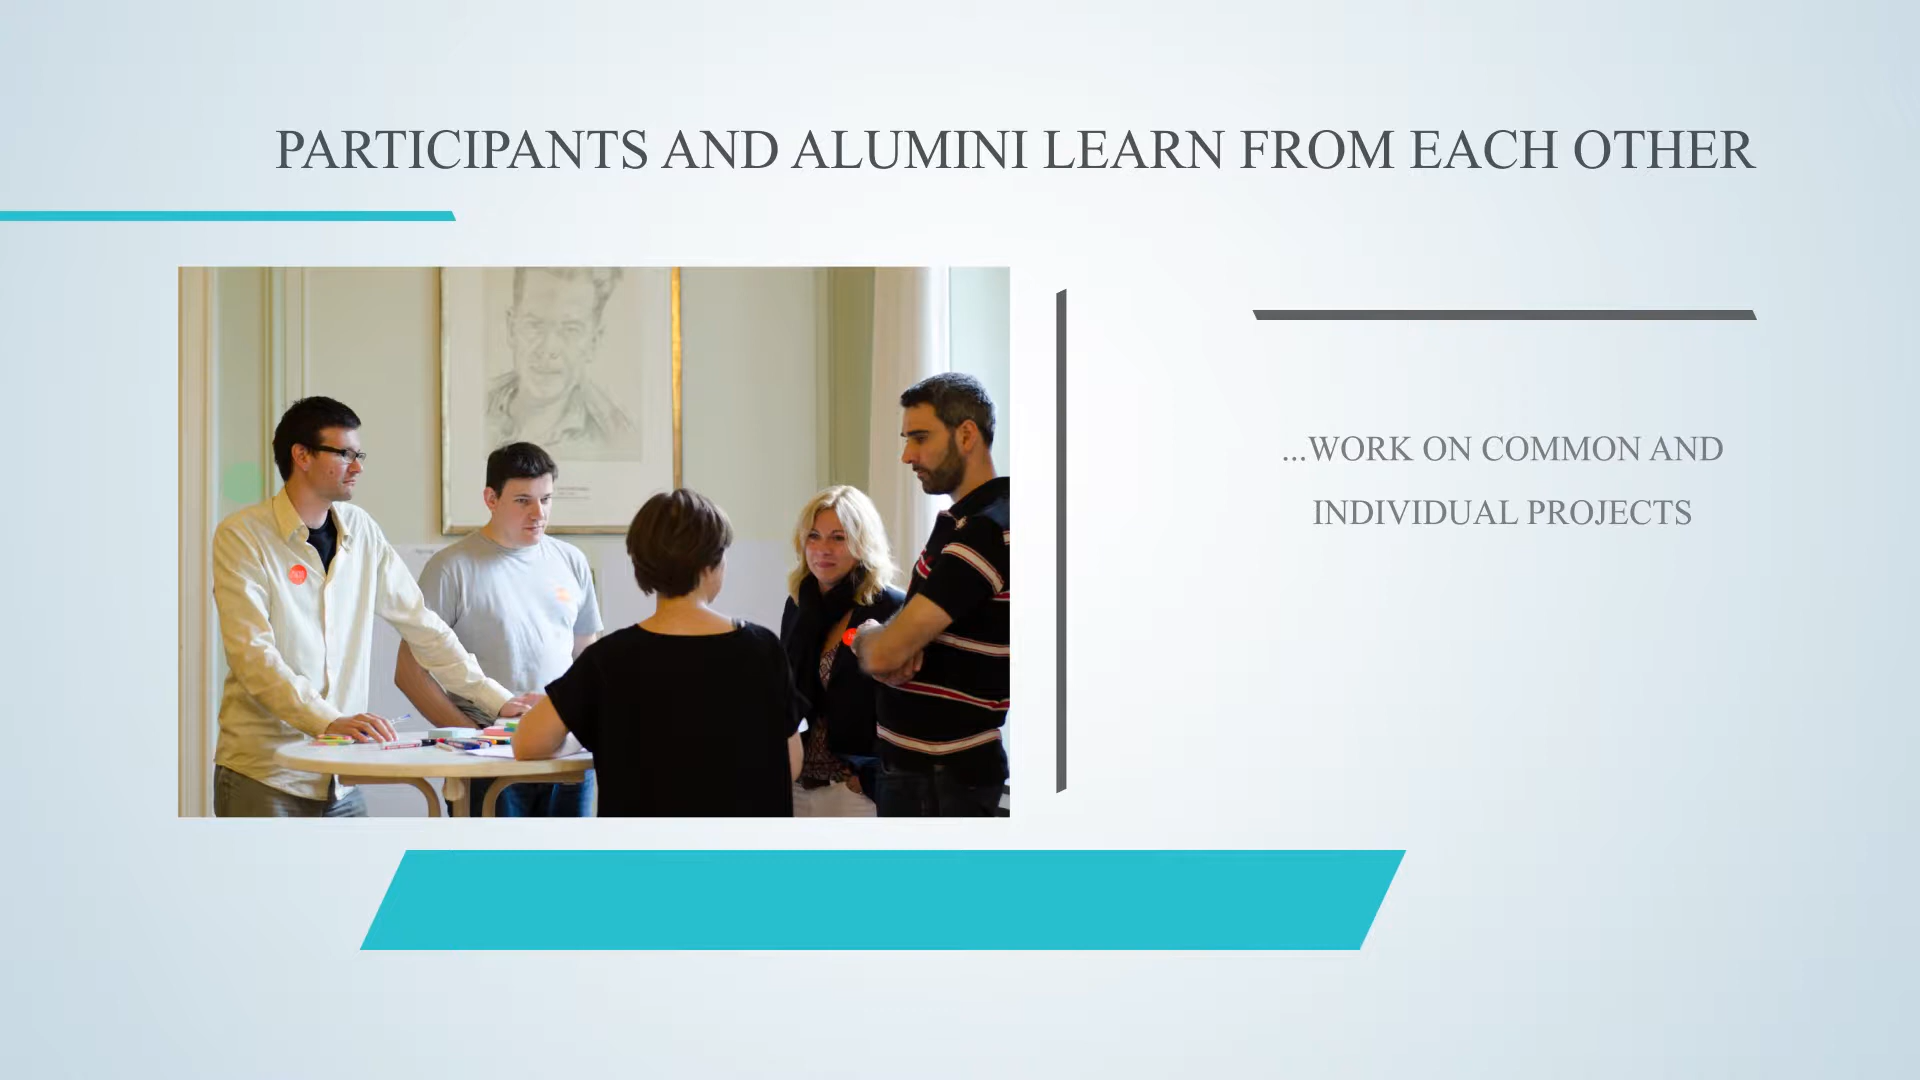 PARTICIPANTS AND ALUMINI LEARN FROM EACH OTHER
...WORK ON COMMON AND
INDIVIDUAL PROJECTS